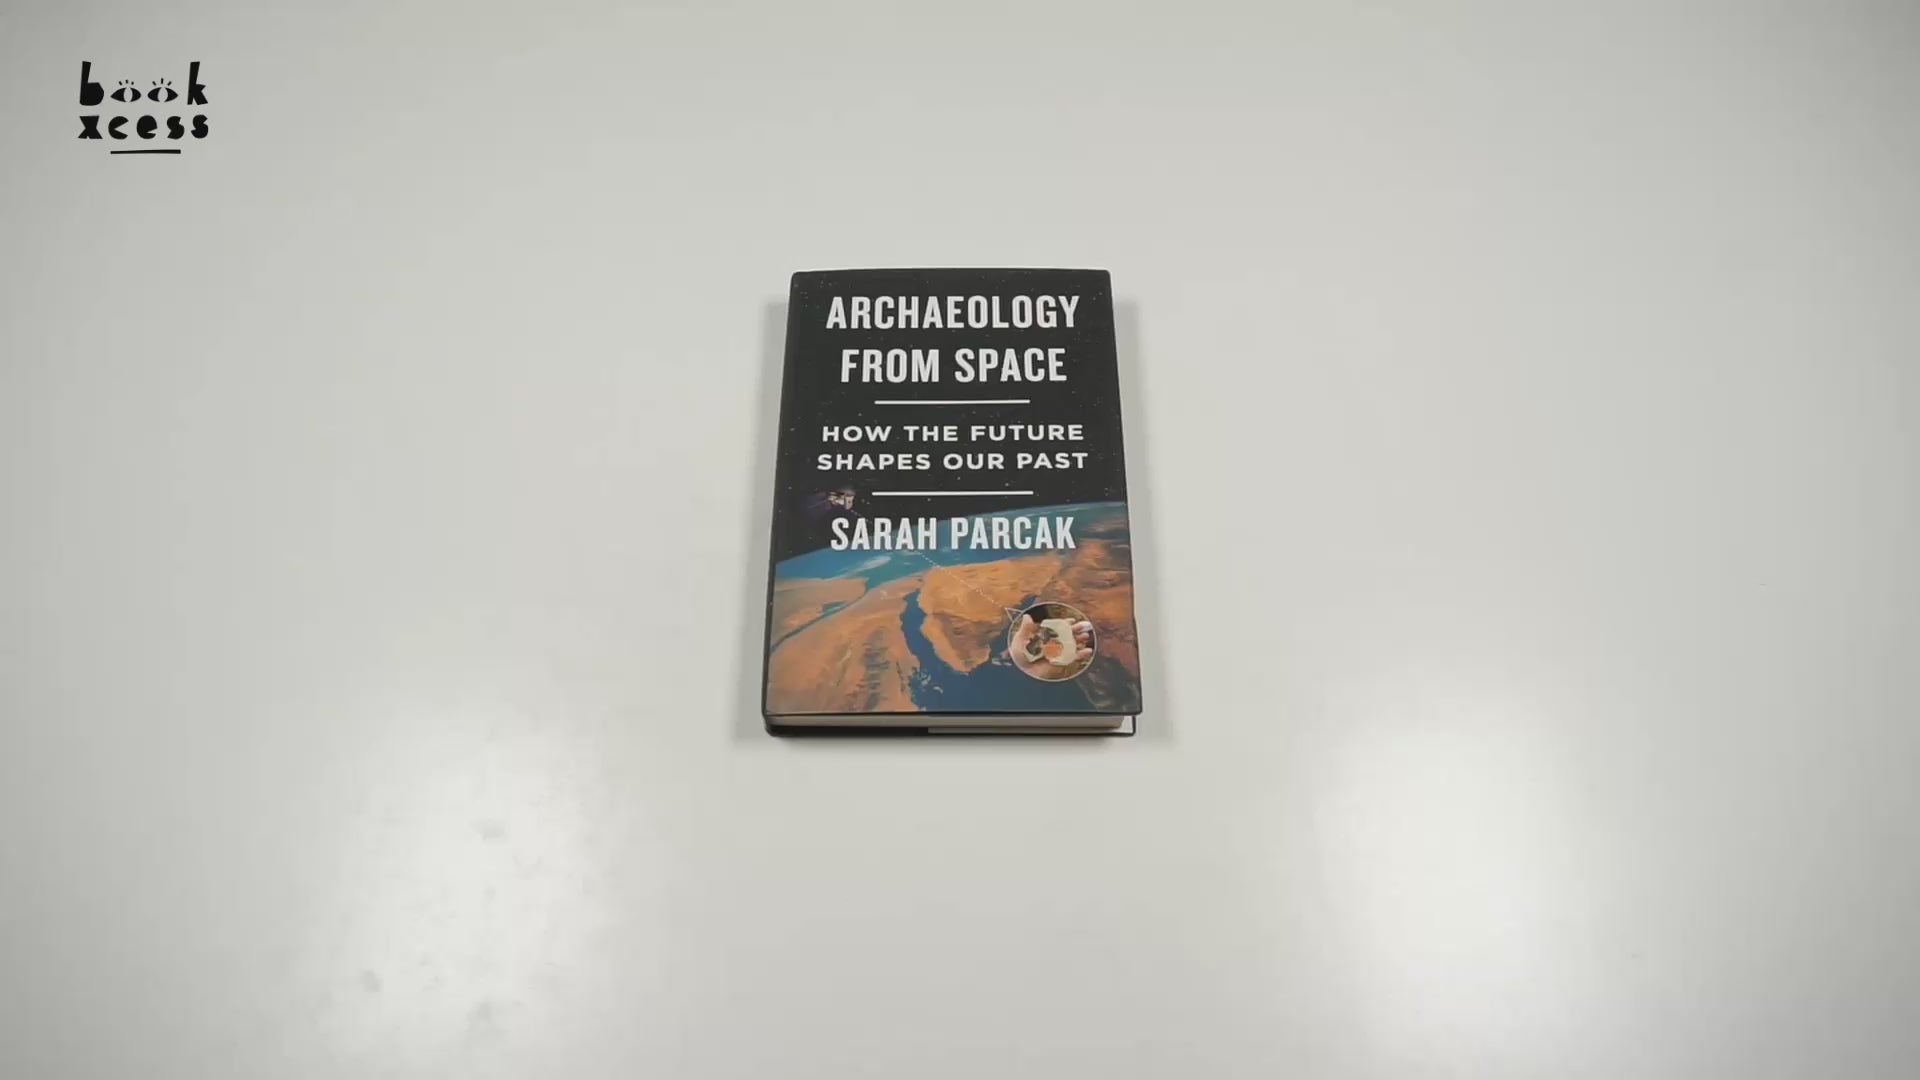 book
xcess
ARCHAEOLOGY
FROM SPACE
HOW THE FUTURE
SHAPES OUR PAST
SARAH PARCAK